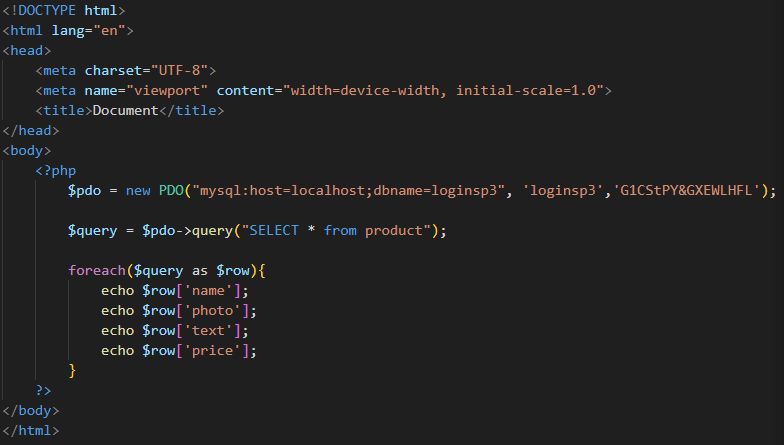 <!DOCTYPE html>
<html lang="en">
<head>
    <meta charset="UTF-8">
    <meta name="viewport" content="width=device-width, initial-scale=1.0">
    <title>Document</title>
</head>
<body>
    <?php
        $pdo = new PDO("mysql:host=localhost;dbname=loginsp3", 'loginsp3','G1CStPY&GXEWLHFL');
        $query = $pdo->query("SELECT * from product");
        foreach($query as $row){
            echo $row['name'];
            echo $row['photo'];
            echo $row['text'];
            echo $row['price'];
        }
    ?>
</body>
</html>